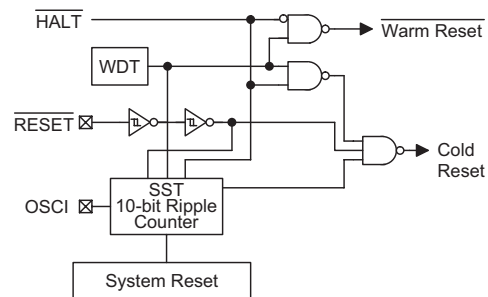 HALT
Warm Reset
WDT
RESET
Cold
Reset
SST
OSCI
10-bit Ripple
Counter
System Reset